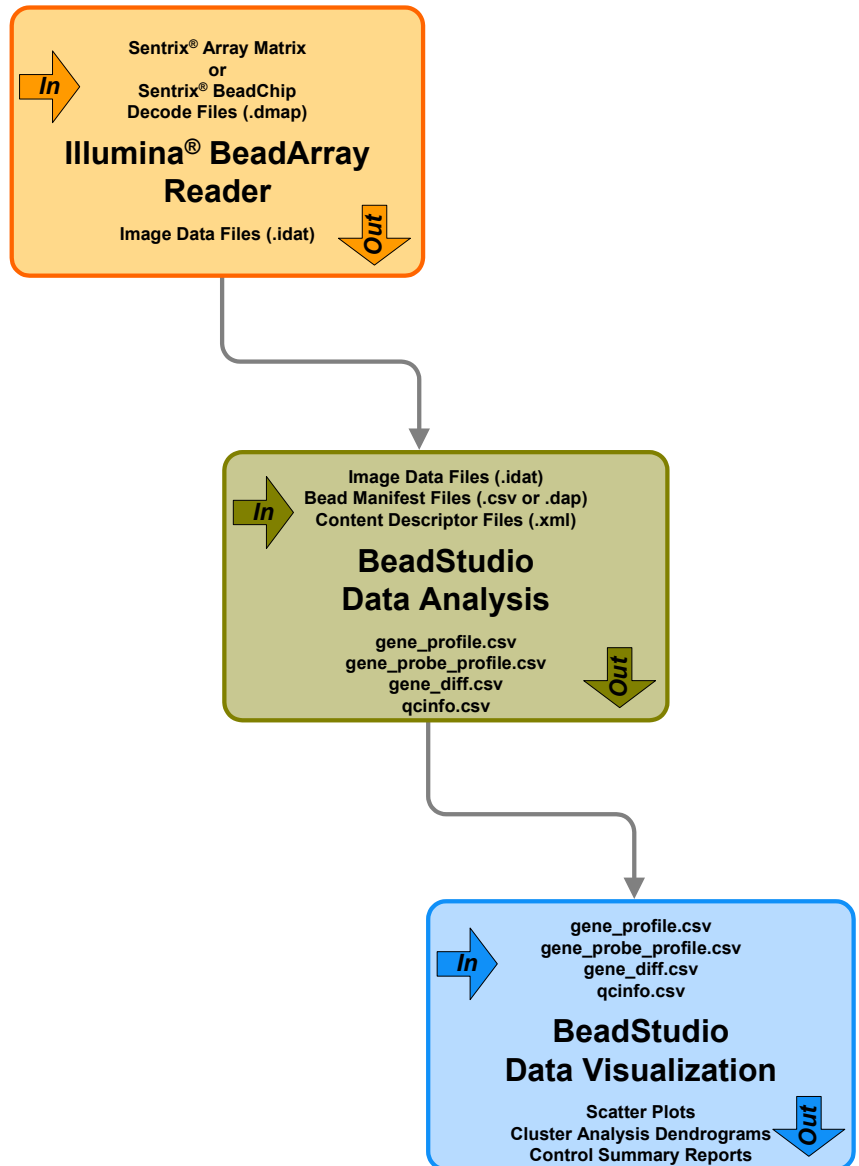 Sentrix® Array Matrix
or
In
Sentrix® BeadChip
Decode Files (.dmap)
Illumina® BeadArray
Reader
Image Data Files (.idat)
Out
Image Data Files (.idat)
Bead Manifest Files (.csv or .dap)
In
Content Descriptor Files (.xml)
BeadStudio
Data Analysis
gene_profile.csv
gene_probe_profile.csv
gene_diff.csv
qcinfo.csv
Out
gene_profile.csv
gene_probe_profile.csv
In
gene_diff.csv
qcinfo.csv
BeadStudio
Data Visualization
Scatter Plots
Cluster Analysis Dendrograms
Control Summary Reports
Out